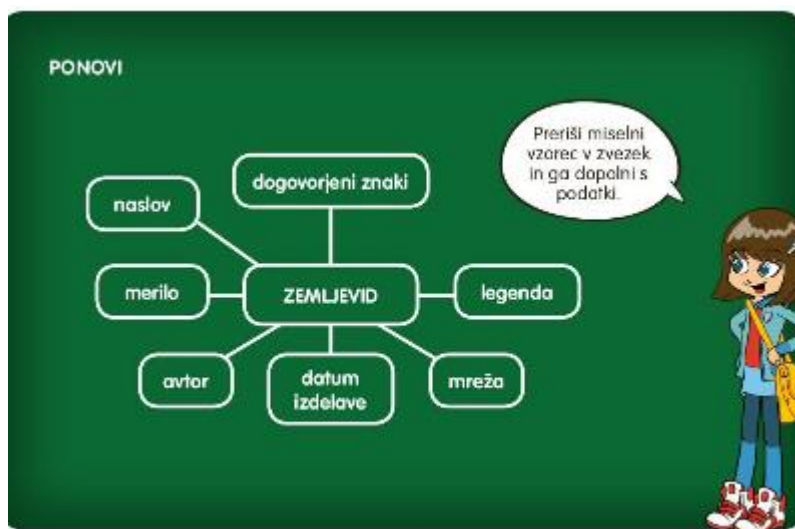 PONOVI
Preriši miselni
vzorec v zvezek
in ga dopolni s
podatki.
dogovorjeni znaki
naslov
merilo
ZEMLJEVID
legenda
avtor
datum
izdelave
mreža